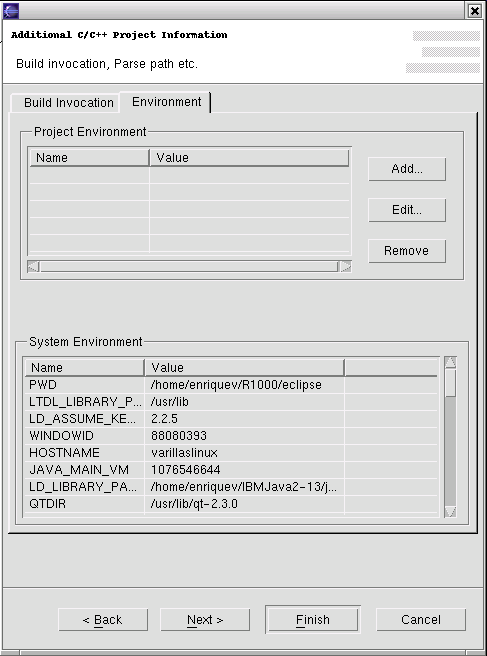 Additional C/C++ Project Information
Build invocation, Parse path etc.
Build Invocation Environment
Project Environment
Name Value
Add...
Edit...
Remove
System Environment
Name Value
PWD /home/enriquev/R1000/eclipse
LTDL_LIBRARY_P... /usr/lib
LD_ASSUME_KE... 2.2.5
WINDOWID 88080393
HOSTNAME varillaslinux
JAVA_MAIN_VM 1076546644
LD_LIBRARY_PA... /home/enriquev/IBMJava2-13/j...
QTDIR /usr/lib/qt-2.3.0
< Back Next > Finish Cancel